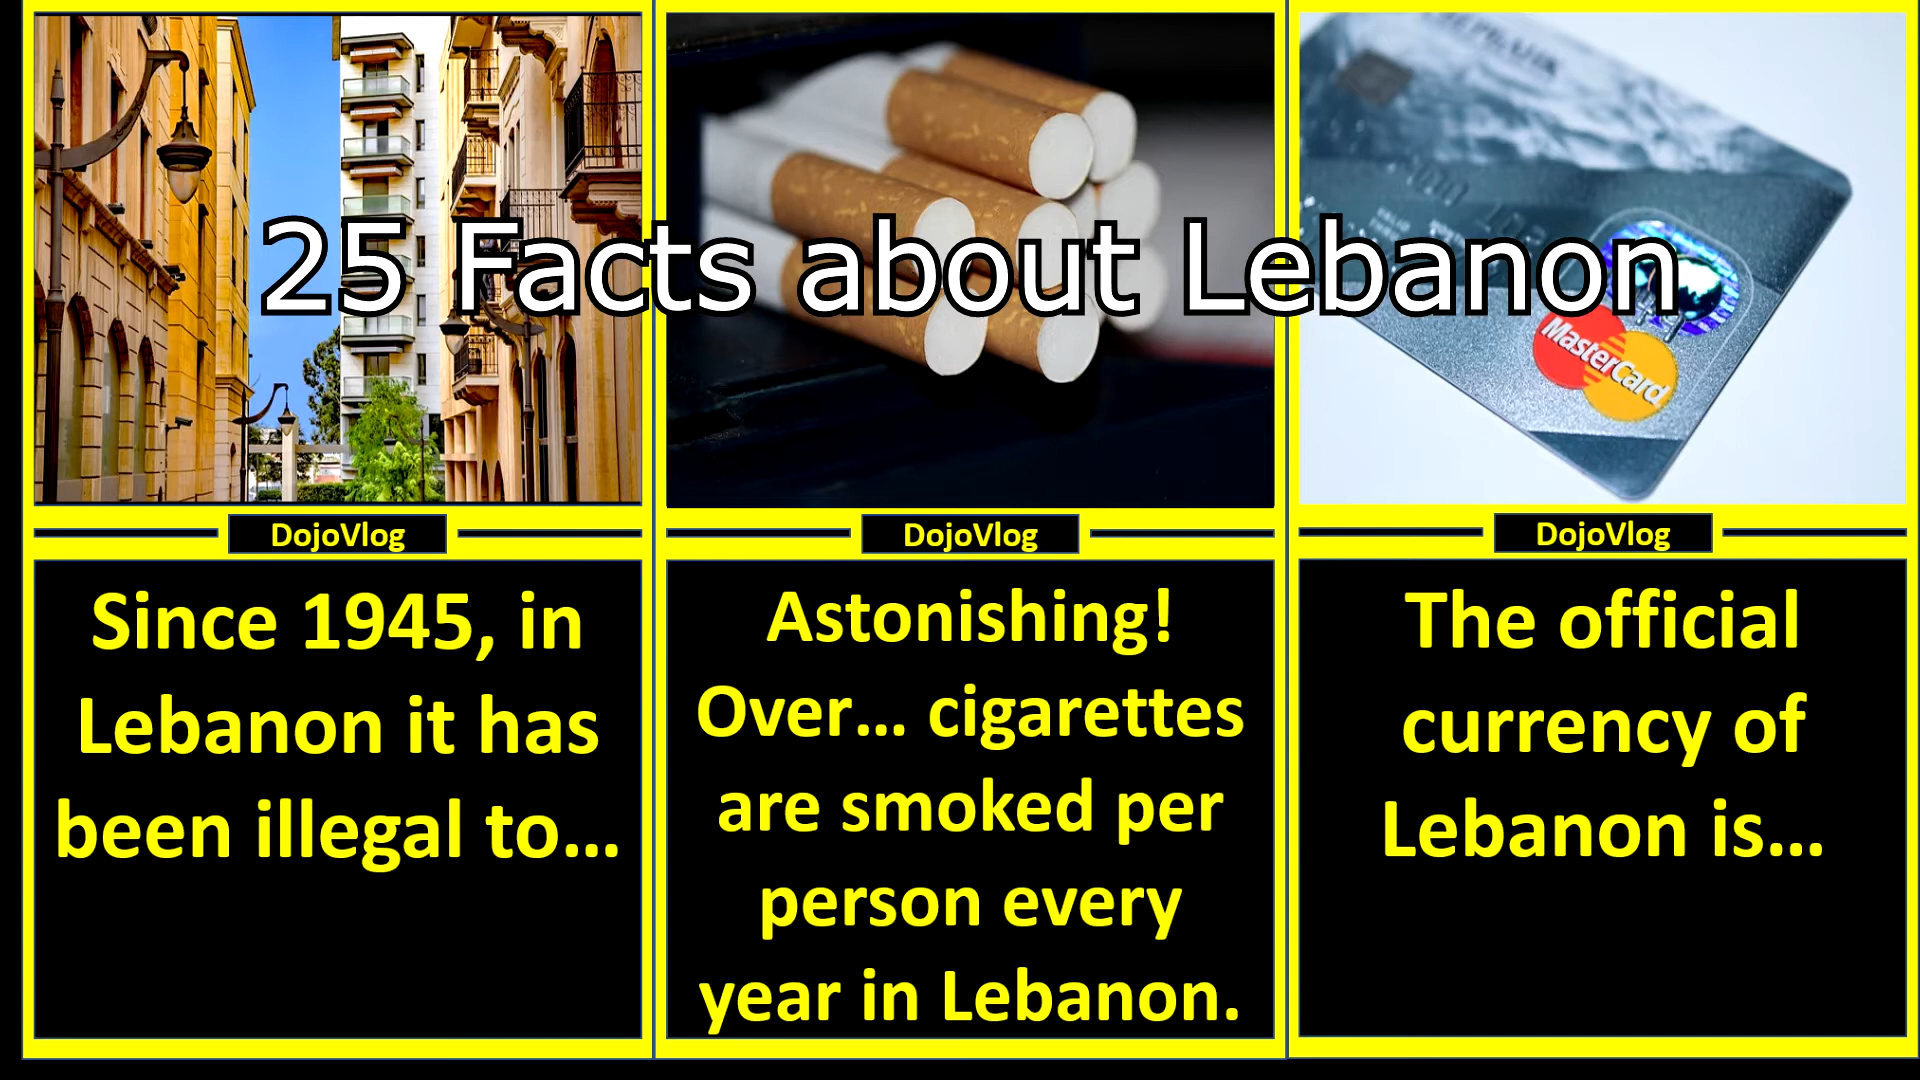 25 Facts about Lebanon
MasterCard
DojoVlog
DojoVlog
DojoVlog
Since 1945, in
Lebanon it has
been illegal to...
Astonishing!
Over... cigarettes
are smoked per
person every
year in Lebanon.
The official
currency of
Lebanon is...